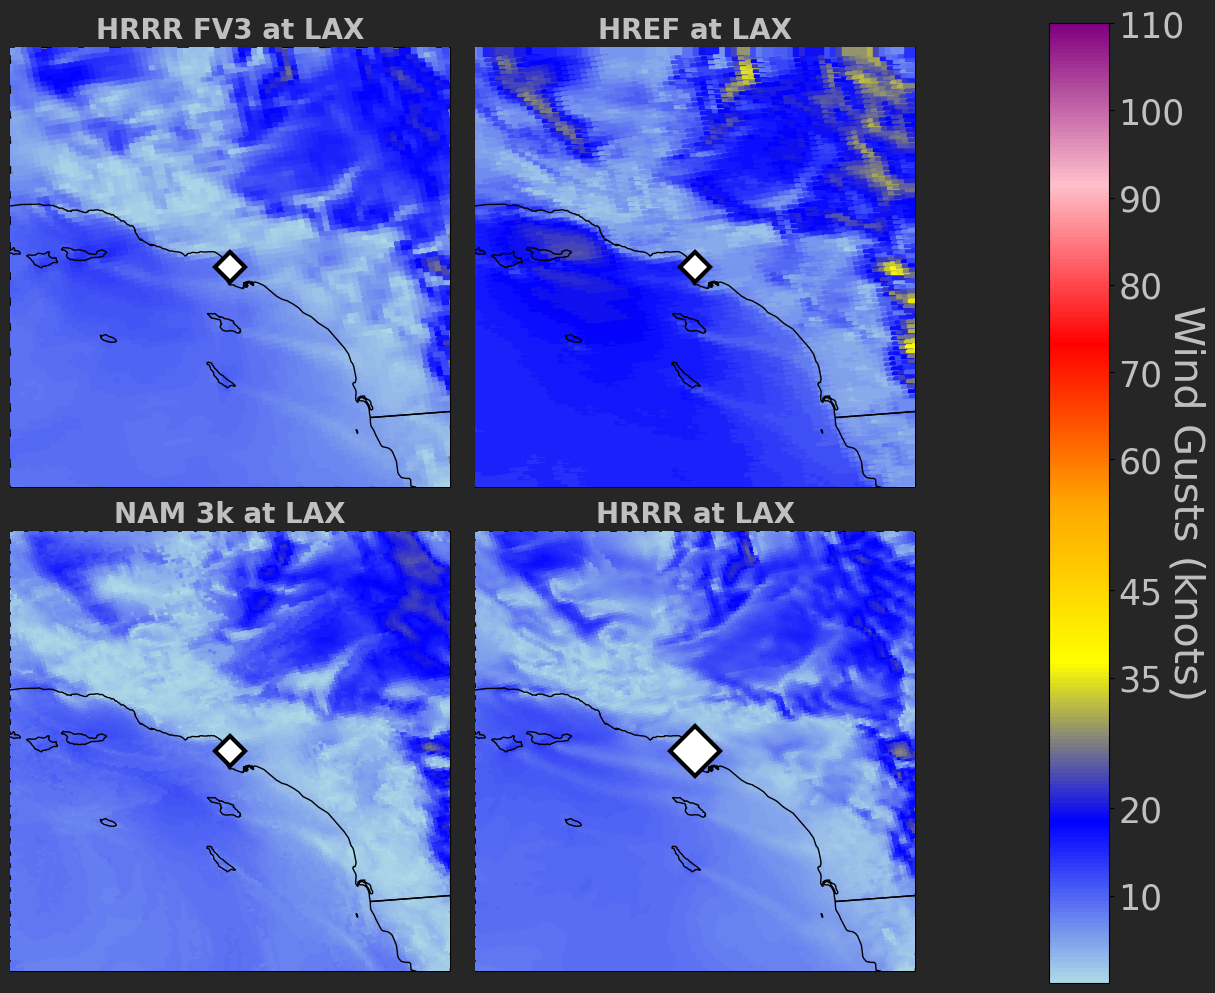 HRRR FV3 at LAX
HREF at LAX
NAM 3k at LAX
HRRR at LAX
110
100
90
80
70
60
45
35
20
10
Wind Gusts (knots)